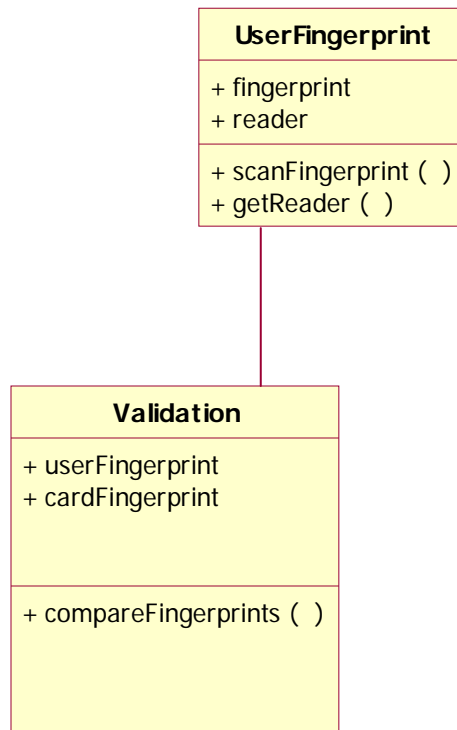 UserFingerprint
+ fingerprint
+ reader
+ scanFingerprint ( )
+ getReader ( )
Validation
+ userFingerprint
+ cardFingerprint
+ compareFingerprints ( )